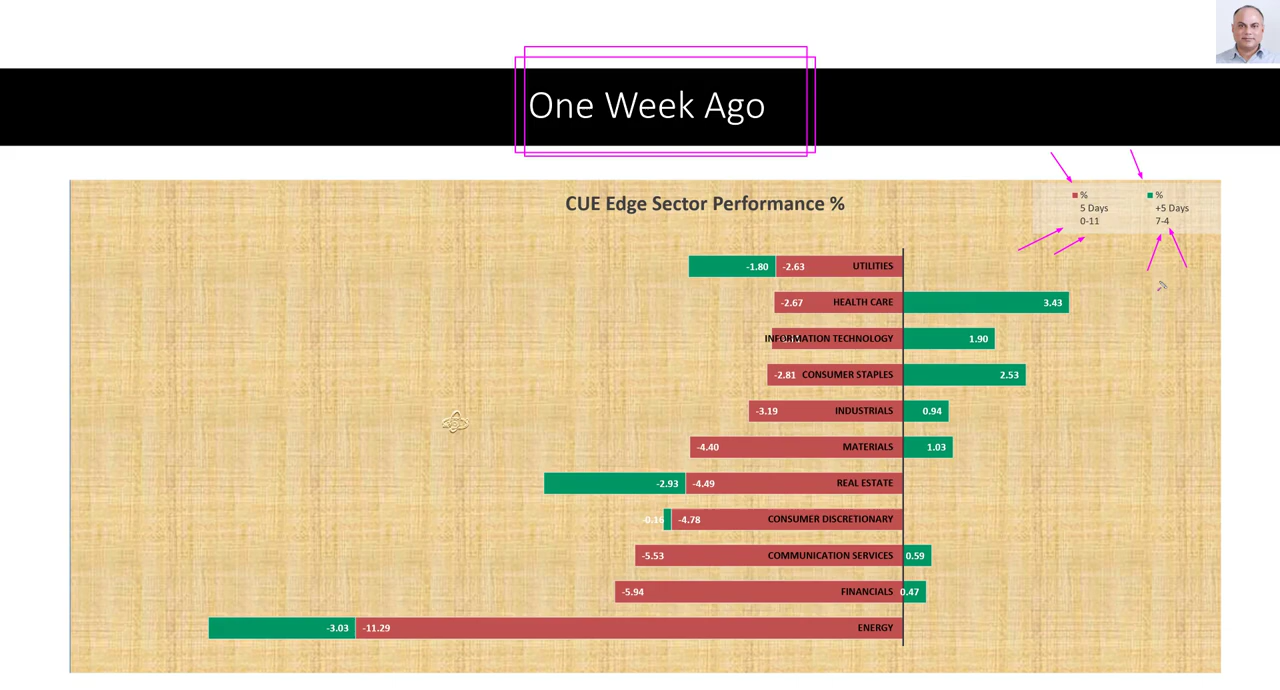 One Week Ago
CUE Edge Sector Performance %
%
5 Days
0-11
%
+5 Days
7-4
-1.80 -2.63 UTILITIES
-2.67 HEALTH CARE 3.43
INFORMATION TECHNOLOGY 1.90
-2.81 CONSUMER STAPLES 2.53
-3.19 INDUSTRIALS 0.94
-4.40 MATERIALS 1.03
-2.93 -4.49 REAL ESTATE
-0.16 -4.78 CONSUMER DISCRETIONARY
-5.53 COMMUNICATION SERVICES 0.59
-5.94 FINANCIALS 0.47
-3.03 -11.29 ENERGY